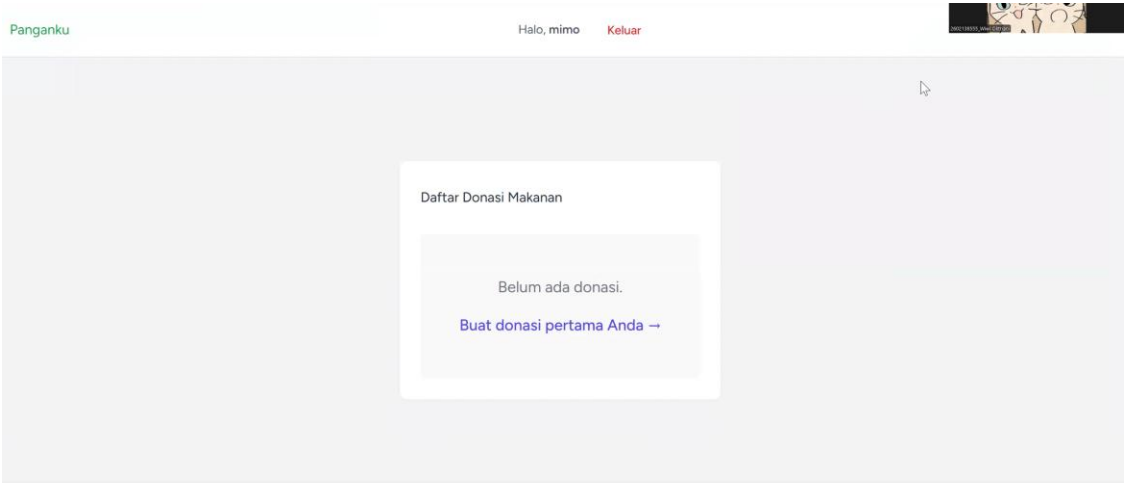 Panganku
Halo, mimo
Keluar
Daftar Donasi Makanan
Belum ada donasi.
Buat donasi pertama Anda →